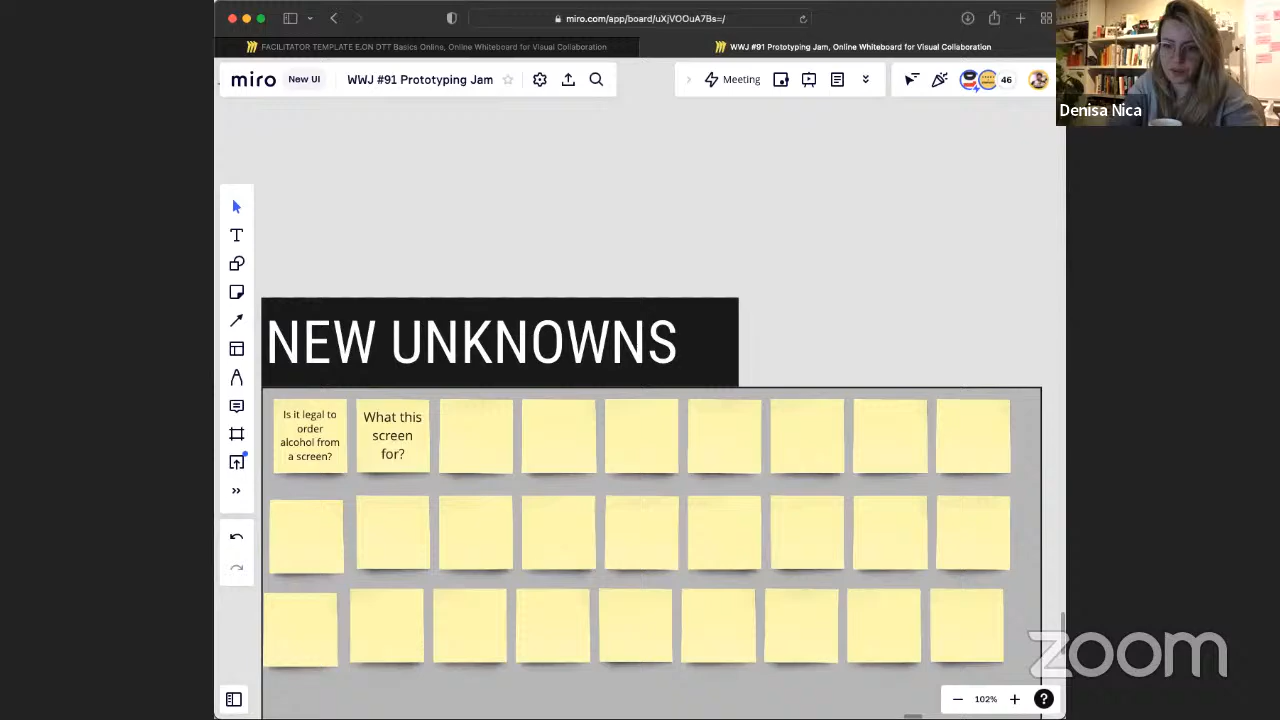 miro.com/app/board/uXjVOOuA7Bs=/
FACILITATOR TEMPLATE E.ON DTT Basics Online, Online Whiteboard for Visual Collaboration
WWJ #91 Prototyping Jam, Online Whiteboard for Visual Collaboration
miro
New UI
WWJ #91 Prototyping Jam
Meeting
46
Denisa Nica
NEW UNKNOWNS
Is it legal to
order
alcohol from
a screen?
What this
screen
for?
zoom
102%